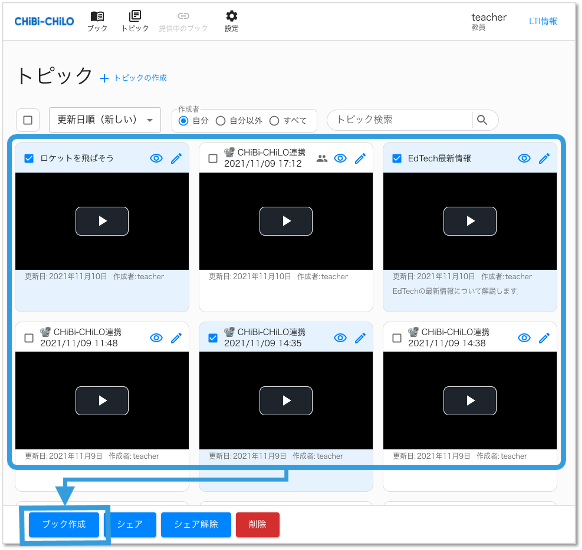 CHiBi-CHiLO
ブック
トピック
提供中のブック
設定
teacher
教員
LTI情報
トピック
+ トピックの作成
更新日順（新しい）
作成者
自分
自分以外
すべて
トピック検索
ロケットを飛ばそう
CHiBi-CHiLO連携
2021/11/09 17:12
EdTech最新情報
更新日: 2021年11月10日 作成者: teacher
更新日: 2021年11月10日 作成者: teacher
更新日: 2021年11月10日 作成者: teacher
EdTechの最新情報について解説します
CHiBi-CHiLO連携
2021/11/09 11:48
CHiBi-CHiLO連携
2021/11/09 14:35
CHiBi-CHiLO連携
2021/11/09 14:38
更新日: 2021年11月9日 作成者: teacher
更新日: 2021年11月9日 作成者: teacher
更新日: 2021年11月9日 作成者: teacher
ブック作成
シェア
シェア解除
削除